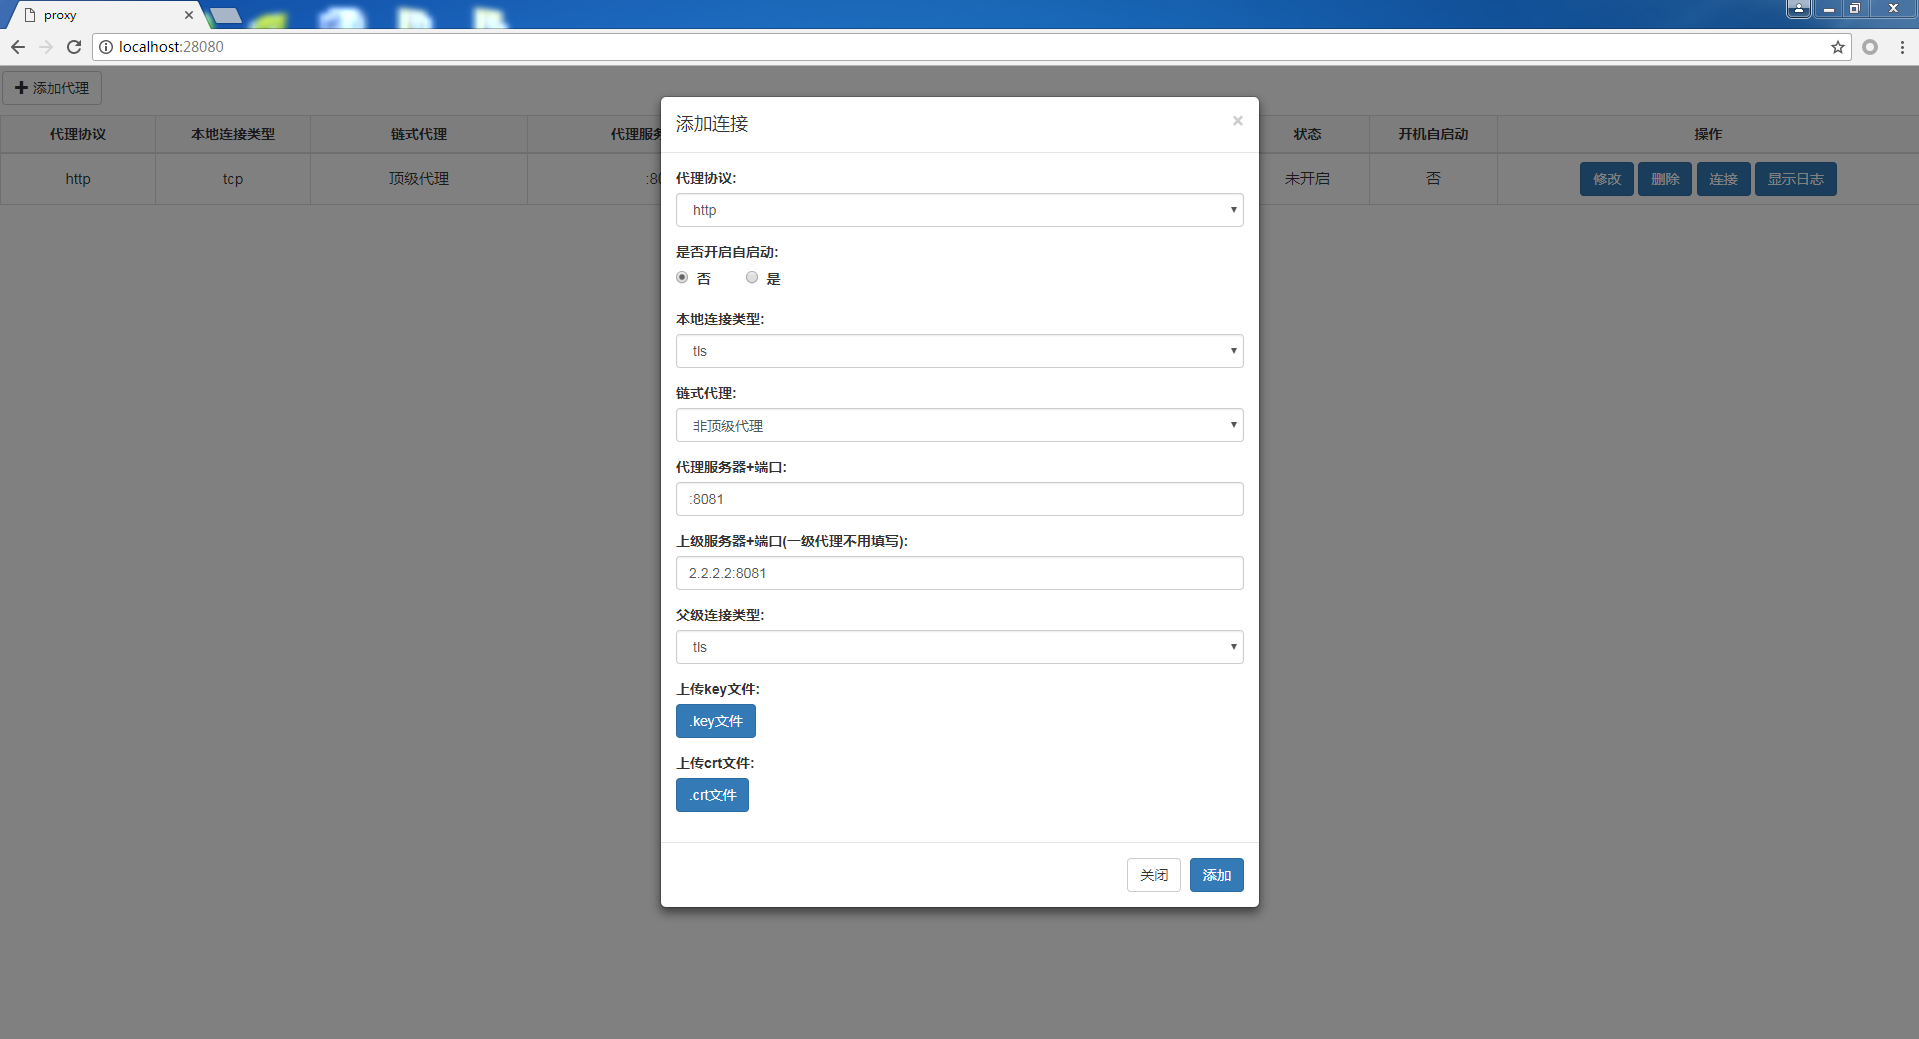 proxy
localhost:28080
添加代理
代理协议 本地连接类型 链式代理 代理服 状态 开机自启动 操作
http tcp 顶级代理 :80 未开启 否 修改 删除 连接 显示日志
添加连接 ×
代理协议:
http
是否开启自启动:
否 是
本地连接类型:
tls
链式代理:
非顶级代理
代理服务器+端口:
:8081
上级服务器+端口(一级代理不用填写):
2.2.2.2:8081
父级连接类型:
tls
上传key文件:
.key文件
上传crt文件:
.crt文件
关闭 添加